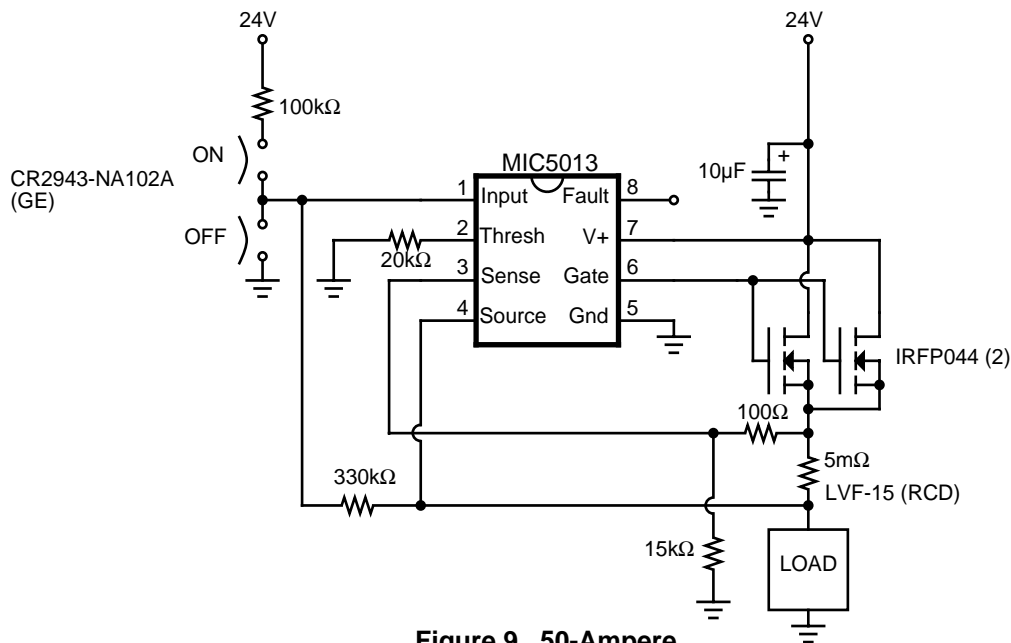 24V
24V
100kΩ
ON
CR2943-NA102A
(GE)
OFF
MIC5013
10µF
+
1
Input
Fault
8
2
Thresh
V+
7
20kΩ
3
Sense
Gate
6
4
Source
Gnd
5
IRFP044 (2)
100Ω
5mΩ
LVF-15 (RCD)
330kΩ
15kΩ
LOAD
Figure 9. 50-Ampere